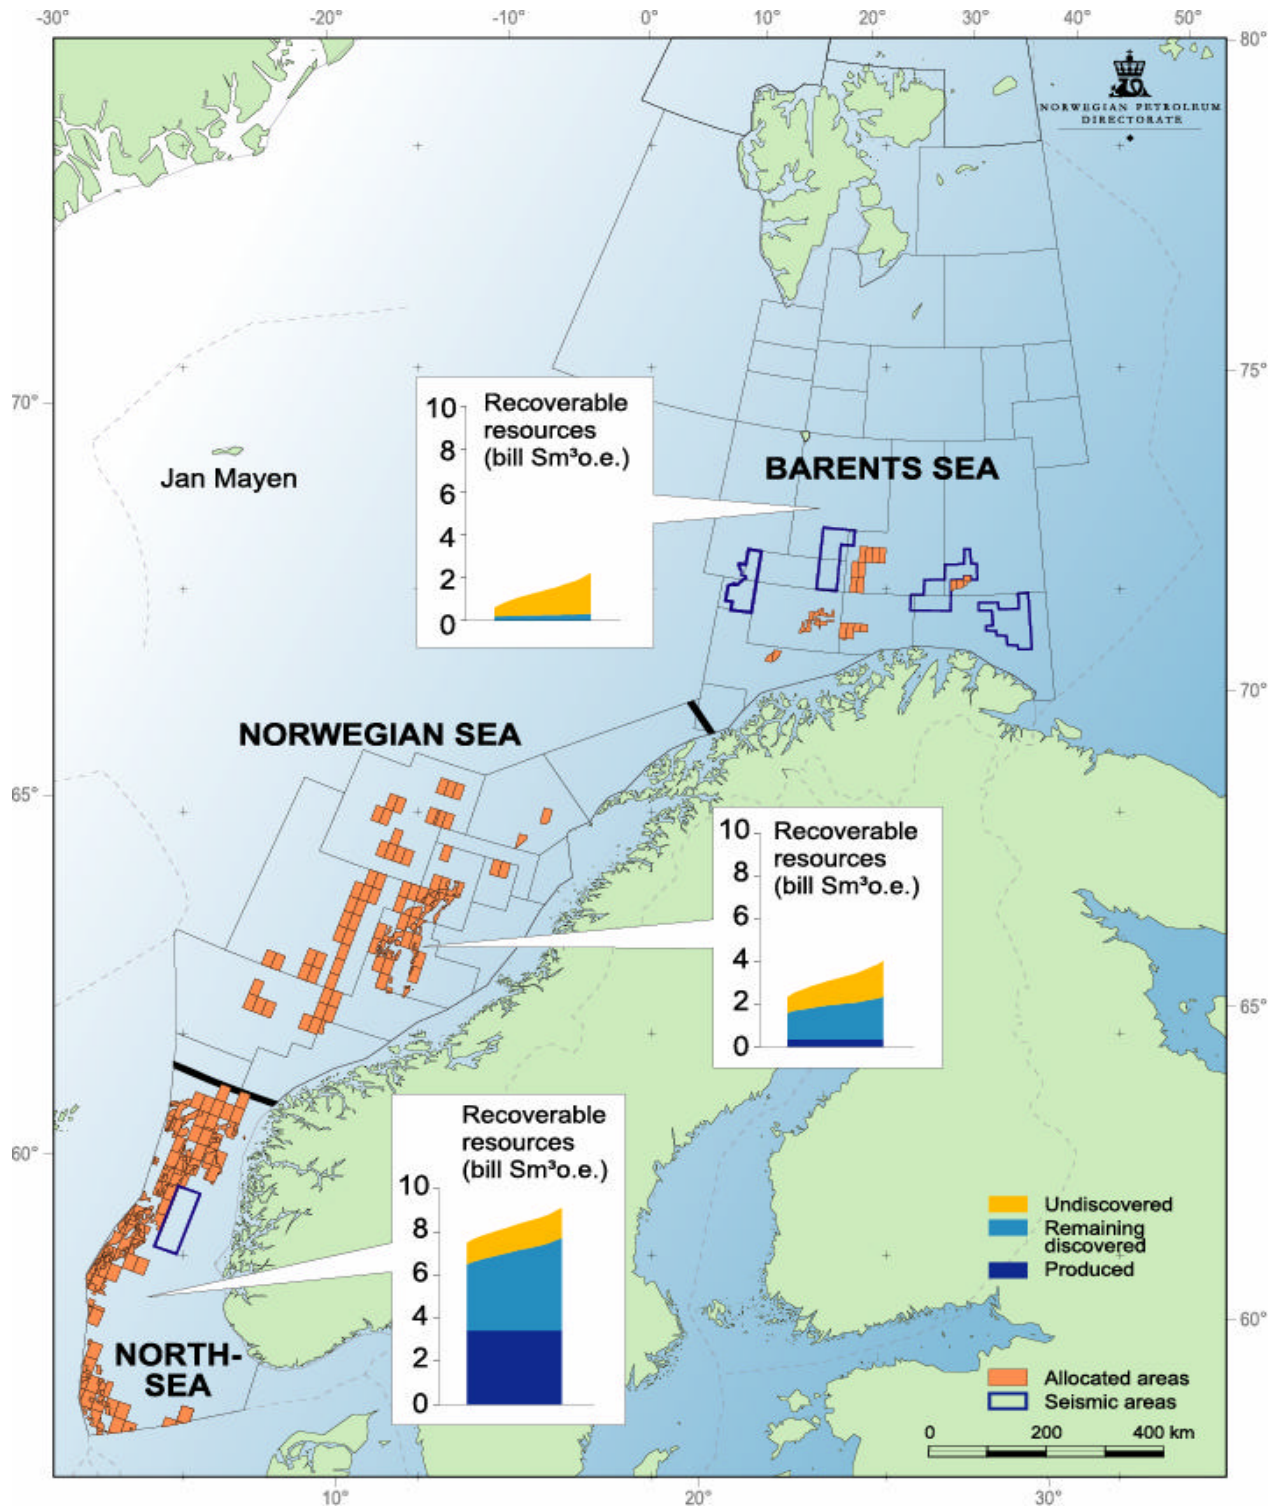 -30°
-20°
-10°
0°
10°
20°
30°
40°
50°
80°
NORWEGIAN PETROLEUM
DIRECTORATE
75°
70°
Jan Mayen
10
8
6
4
2
0
Recoverable
resources
(bill Sm³o.e.)
BARENTS SEA
70°
NORWEGIAN SEA
65°
10
8
6
4
2
0
Recoverable
resources
(bill Sm³o.e.)
65°
60°
Recoverable
resources
(bill Sm³o.e.)
10
8
6
4
2
0
NORTH-
SEA
Undiscovered
Remaining
discovered
Produced
60°
Allocated areas
Seismic areas
0 200 400 km
10°
20°
30°